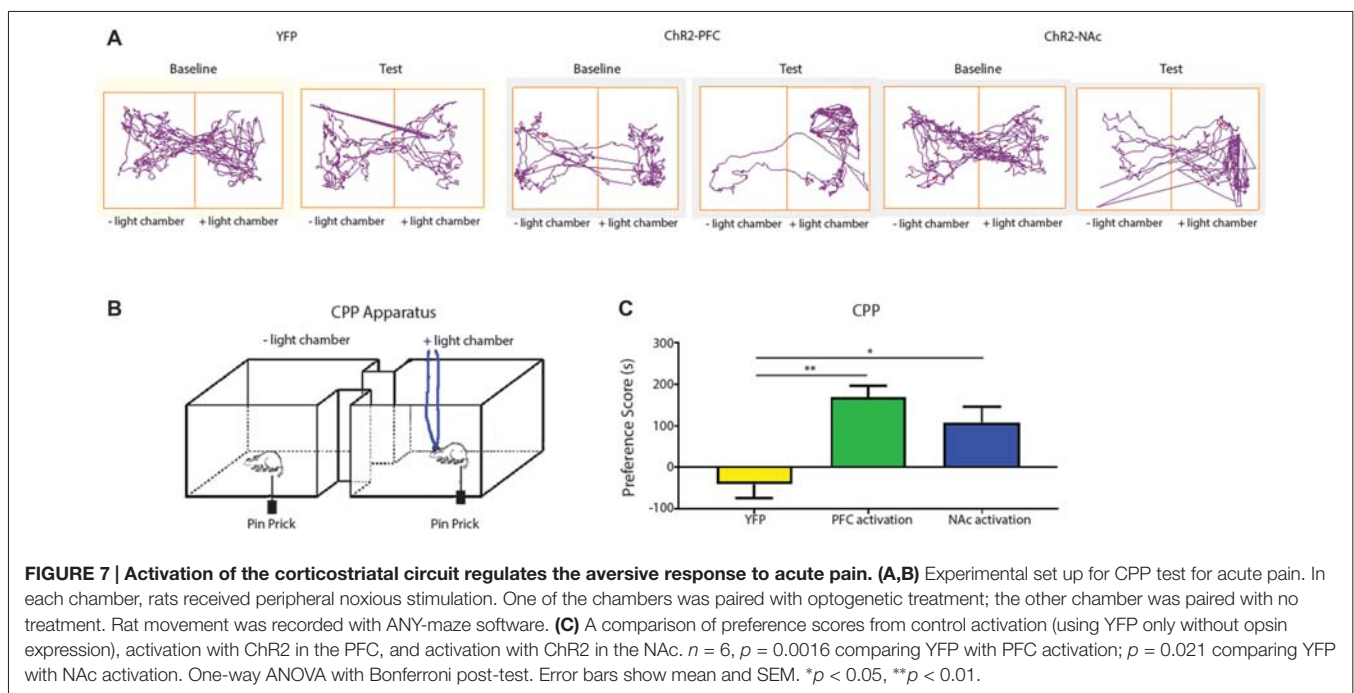 A
YFP
ChR2-PFC
ChR2-NAc
Baseline
Test
Baseline
Test
Baseline
Test
- light chamber + light chamber
- light chamber + light chamber
- light chamber + light chamber
- light chamber + light chamber
- light chamber + light chamber
- light chamber + light chamber
B
CPP Apparatus
- light chamber
+ light chamber
Pin Prick
Pin Prick
C
CPP
Preference Score (s)
300
200
100
0
-100
*
**
YFP
PFC activation
NAc activation
FIGURE 7 | Activation of the corticostriatal circuit regulates the aversive response to acute pain. (A,B) Experimental set up for CPP test for acute pain. In
each chamber, rats received peripheral noxious stimulation. One of the chambers was paired with optogenetic treatment; the other chamber was paired with no
treatment. Rat movement was recorded with ANY-maze software. (C) A comparison of preference scores from control activation (using YFP only without opsin
expression), activation with ChR2 in the PFC, and activation with ChR2 in the NAc. n = 6, p = 0.0016 comparing YFP with PFC activation; p = 0.021 comparing YFP
with NAc activation. One-way ANOVA with Bonferroni post-test. Error bars show mean and SEM. *p < 0.05, **p < 0.01.